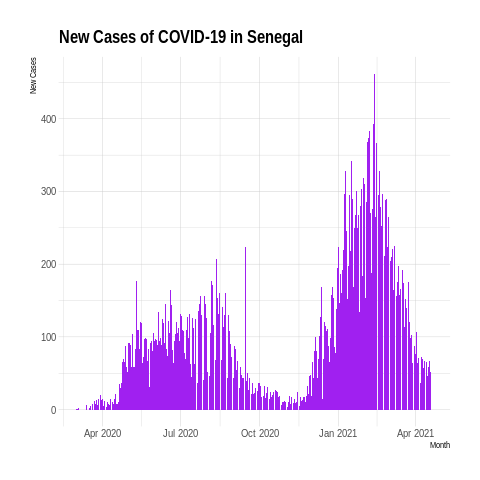 New Cases of COVID-19 in Senegal
New Cases
400
300
200
100
0
Apr 2020 Jul 2020 Oct 2020 Jan 2021 Apr 2021
Month